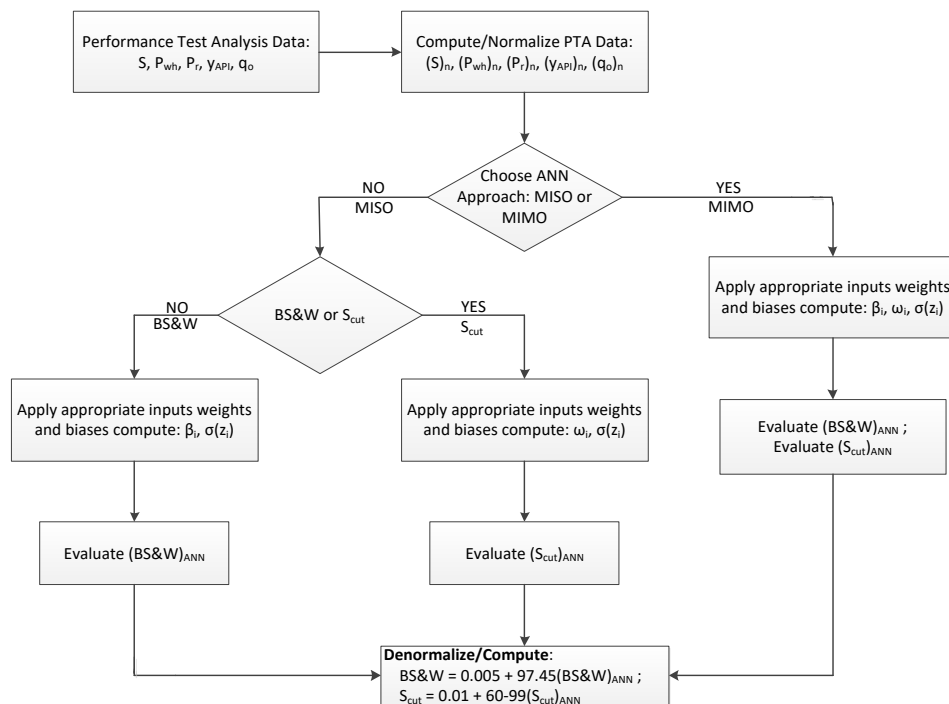 Performance Test Analysis Data:
S, Pwh, Pr, yAPI, qo
Compute/Normalize PTA Data:
(S)n, (Pwh)n, (Pr)n, (yAPI)n, (qo)n
Choose ANN
Approach: MISO or
MIMO
NO
MISO
YES
MIMO
BS&W or Scut
NO
BS&W
YES
Scut
Apply appropriate inputs weights
and biases compute: βi, ωi, σ(zi)
Apply appropriate inputs weights
and biases compute: βi, σ(zi)
Apply appropriate inputs weights
and biases compute: ωi, σ(zi)
Evaluate (BS&W)ANN ;
Evaluate (Scut)ANN
Evaluate (BS&W)ANN
Evaluate (Scut)ANN
Denormalize/Compute:
BS&W = 0.005 + 97.45(BS&W)ANN ;
Scut = 0.01 + 60-99(Scut)ANN